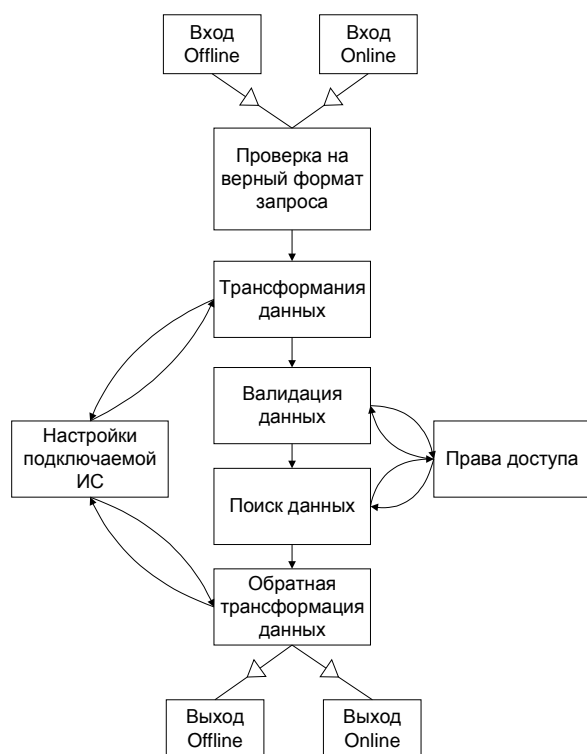 Вход
Offline
Вход
Online
Проверка на
верный формат
запроса
Трансформания
данных
Валидация
данных
Настройки
подключаемой
ИС
Права доступа
Поиск данных
Обратная
трансформация
данных
Выход
Offline
Выход
Online